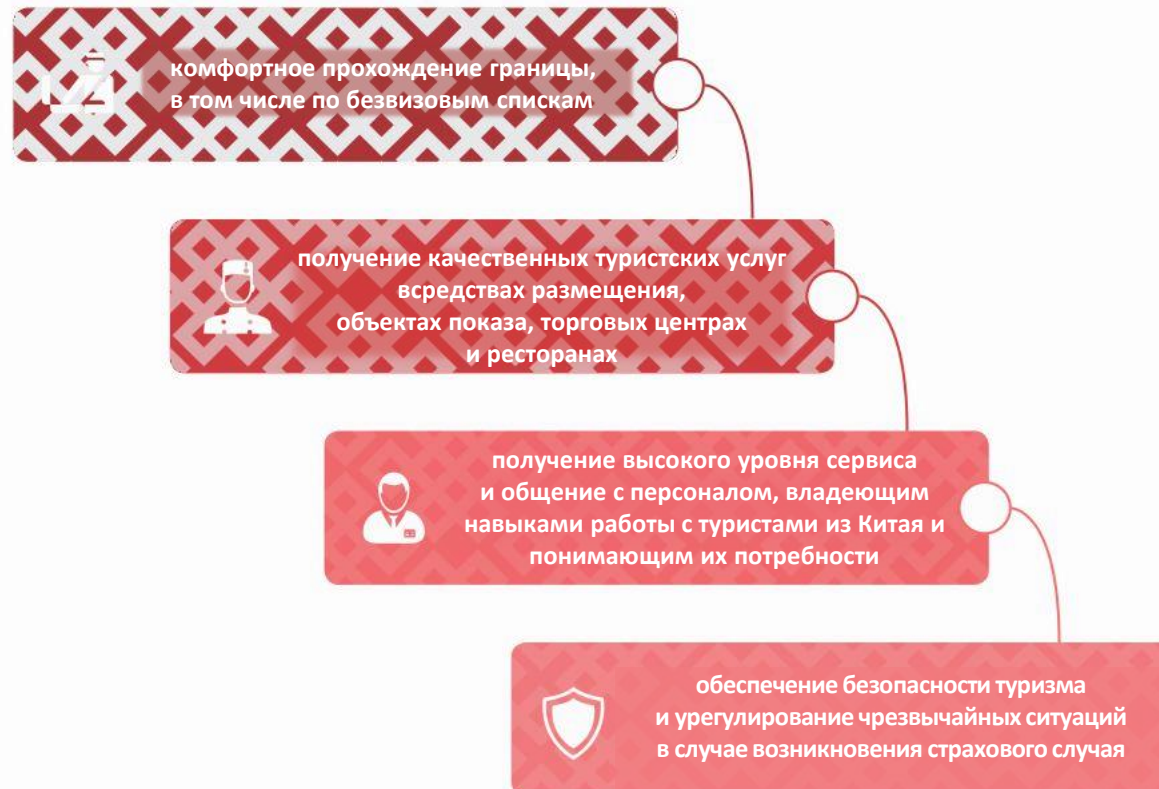 комфортное прохождение границы,
в том числе по безвизовым спискам
получение качественных туристских услуг
всредствах размещения,
объектах показа, торговых центрах
и ресторанах
получение высокого уровня сервиса
и общение с персоналом, владеющим
навыками работы с туристами из Китая и
понимающим их потребности
обеспечение безопасности туризма
и урегулирование чрезвычайных ситуаций
в случае возникновения страхового случая